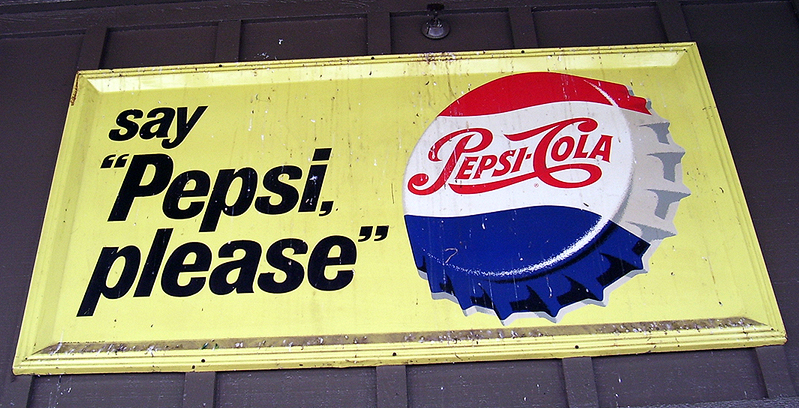 say
“Pepsi,
please”
PEPSI-COLA